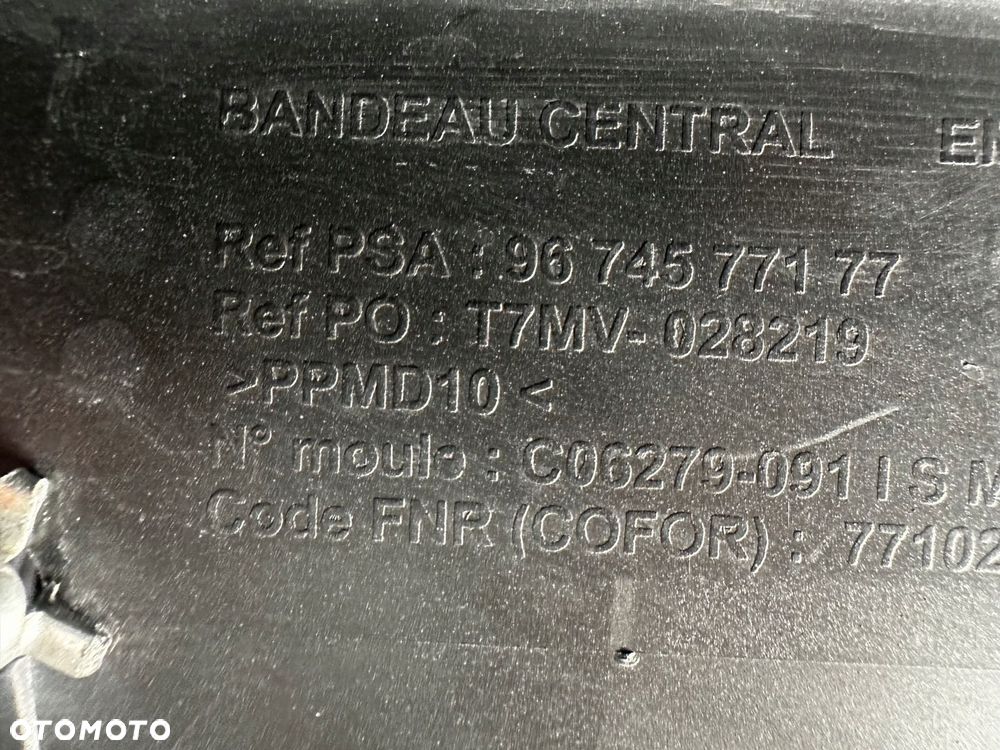 BANDEAU CENTRAL
Ref PSA : 96 745 771 77
Ref PO : T7MV- 028219
>PPMD10 <
N° moule : C06279-091 I S M
Code FNR (COFOR) : 77102
OTOMOTO